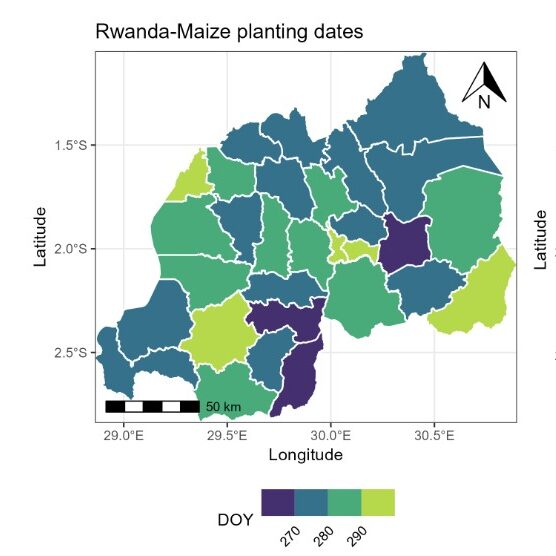 Rwanda-Maize planting dates
N
1.5°S
2.0°S
2.5°S
Latitude
Latitude
50 km
29.0°E 29.5°E 30.0°E 30.5°E
Longitude
DOY
270 280 290